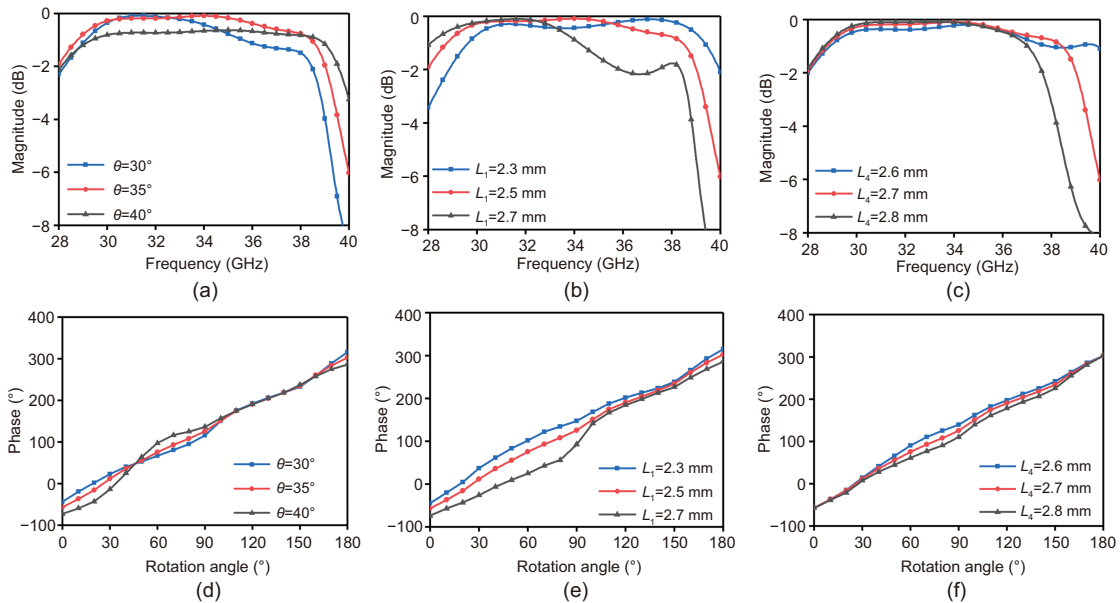 0
−2
−4
−6
−8
Magnitude (dB)
θ=30°
θ=35°
θ=40°
28 30 32 34 36 38 40
Frequency (GHz)
(a)
0
−2
−4
−6
−8
Magnitude (dB)
L1=2.3 mm
L1=2.5 mm
L1=2.7 mm
28 30 32 34 36 38 40
Frequency (GHz)
(b)
0
−2
−4
−6
−8
Magnitude (dB)
L4=2.6 mm
L4=2.7 mm
L4=2.8 mm
28 30 32 34 36 38 40
Frequency (GHz)
(c)
400
300
200
100
0
−100
Phase (°)
θ=30°
θ=35°
θ=40°
0 30 60 90 120 150 180
Rotation angle (°)
(d)
400
300
200
100
0
−100
Phase (°)
L1=2.3 mm
L1=2.5 mm
L1=2.7 mm
0 30 60 90 120 150 180
Rotation angle (°)
(e)
400
300
200
100
0
−100
Phase (°)
L4=2.6 mm
L4=2.7 mm
L4=2.8 mm
0 30 60 90 120 150 180
Rotation angle (°)
(f)